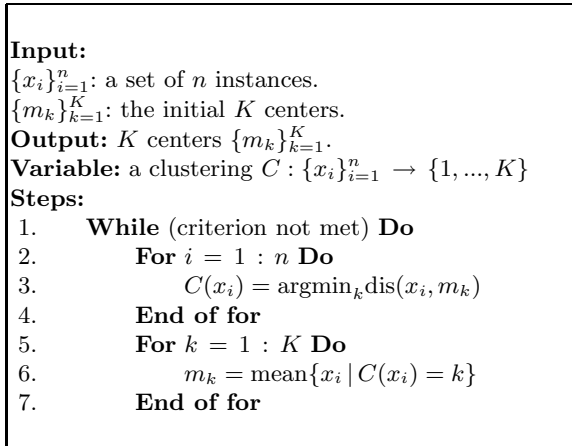 Input:
{x_i}_{i=1}^n: a set of n instances.
{m_k}_{k=1}^K: the initial K centers.
Output: K centers {m_k}_{k=1}^K.
Variable: a clustering C : {x_i}_{i=1}^n → {1, ..., K}
Steps:
1. While (criterion not met) Do
2. For i = 1 : n Do
3. C(x_i) = argmin_k dis(x_i, m_k)
4. End of for
5. For k = 1 : K Do
6. m_k = mean{x_i | C(x_i) = k}
7. End of for